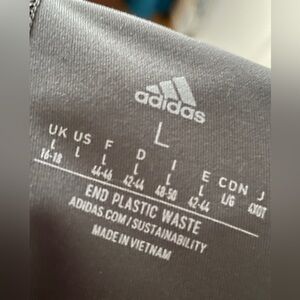 adidas
L
UK US F D I E CDN J
L L L L L L L/G 4XOT
16-18 44-46 42-44 48-50 42-44
END PLASTIC WASTE
ADIDAS.COM/SUSTAINABILITY
MADE IN VIETNAM